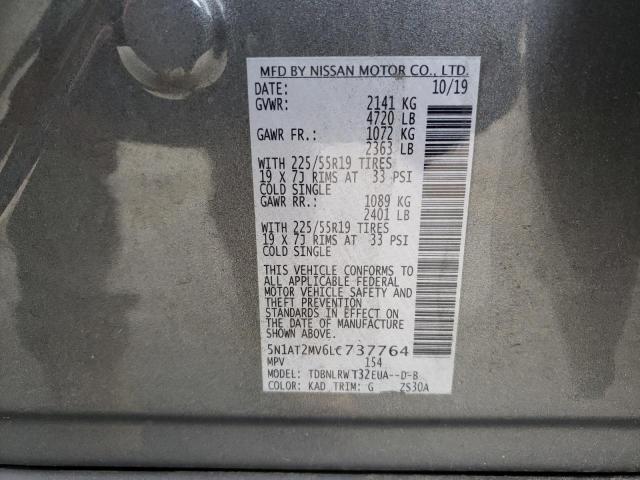 MFD BY NISSAN MOTOR CO., LTD.
DATE: 10/19
GVWR: 2141 KG
4720 LB
GAWR FR.: 1072 KG
2363 LB
WITH 225/55R19 TIRES
19 X 7J RIMS AT 33 PSI
COLD SINGLE
GAWR RR.: 1089 KG
2401 LB
WITH 225/55R19 TIRES
19 X 7J RIMS AT 33 PSI
COLD SINGLE
THIS VEHICLE CONFORMS TO
ALL APPLICABLE FEDERAL
MOTOR VEHICLE SAFETY AND
THEFT PREVENTION
STANDARDS IN EFFECT ON
THE DATE OF MANUFACTURE
SHOWN ABOVE.
5N1AT2MV6LC737764
MPV 154
MODEL: TDBNLRWT32EUA--D-B
COLOR: KAD TRIM: G ZS30A